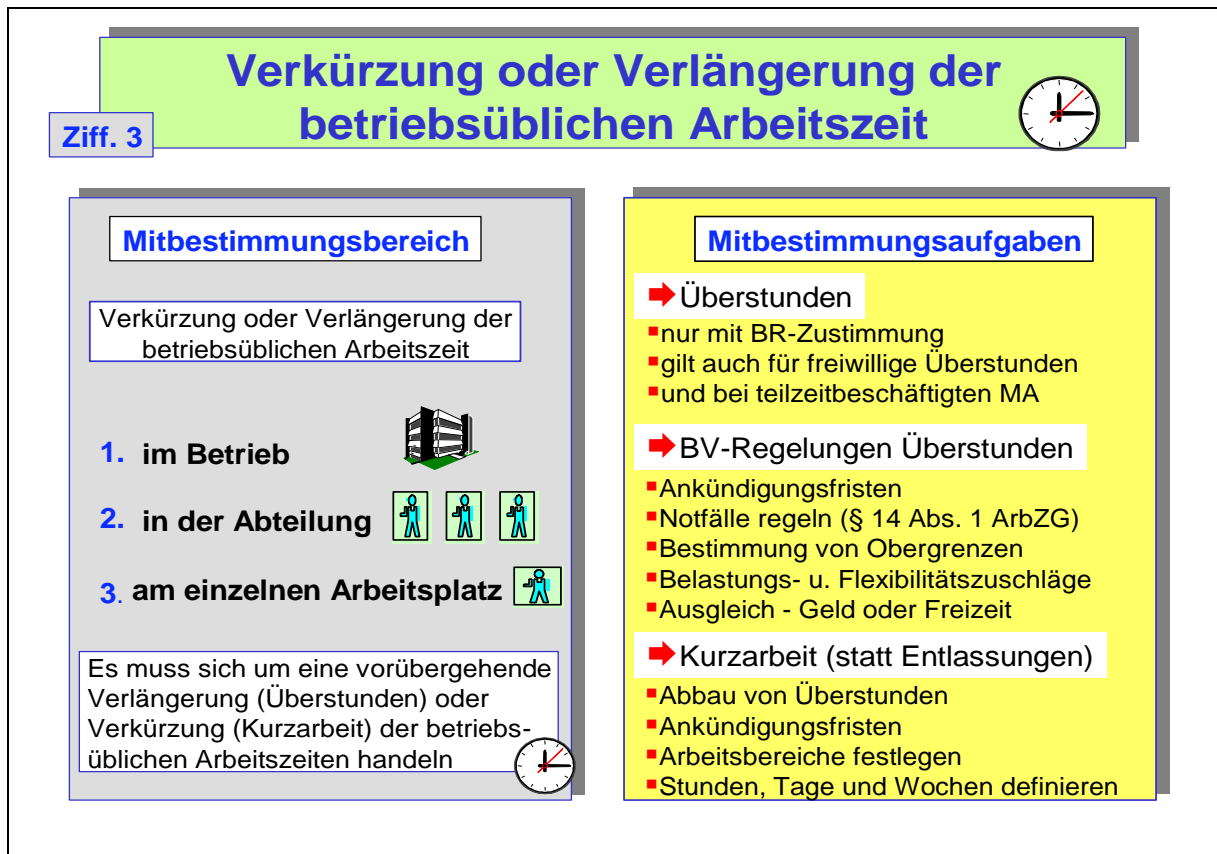 Verkürzung oder Verlängerung der
betriebsüblichen Arbeitszeit
Ziff. 3
Mitbestimmungsbereich
Verkürzung oder Verlängerung der
betriebsüblichen Arbeitszeit
1. im Betrieb
2. in der Abteilung
3. am einzelnen Arbeitsplatz
Es muss sich um eine vorübergehende
Verlängerung (Überstunden) oder
Verkürzung (Kurzarbeit) der betriebs-
üblichen Arbeitszeiten handeln
Mitbestimmungsaufgaben
Überstunden
nur mit BR-Zustimmung
gilt auch für freiwillige Überstunden
und bei teilzeitbeschäftigten MA
BV-Regelungen Überstunden
Ankündigungsfristen
Notfälle regeln (§ 14 Abs. 1 ArbZG)
Bestimmung von Obergrenzen
Belastungs- u. Flexibilitätszuschläge
Ausgleich - Geld oder Freizeit
Kurzarbeit (statt Entlassungen)
Abbau von Überstunden
Ankündigungsfristen
Arbeitsbereiche festlegen
Stunden, Tage und Wochen definieren